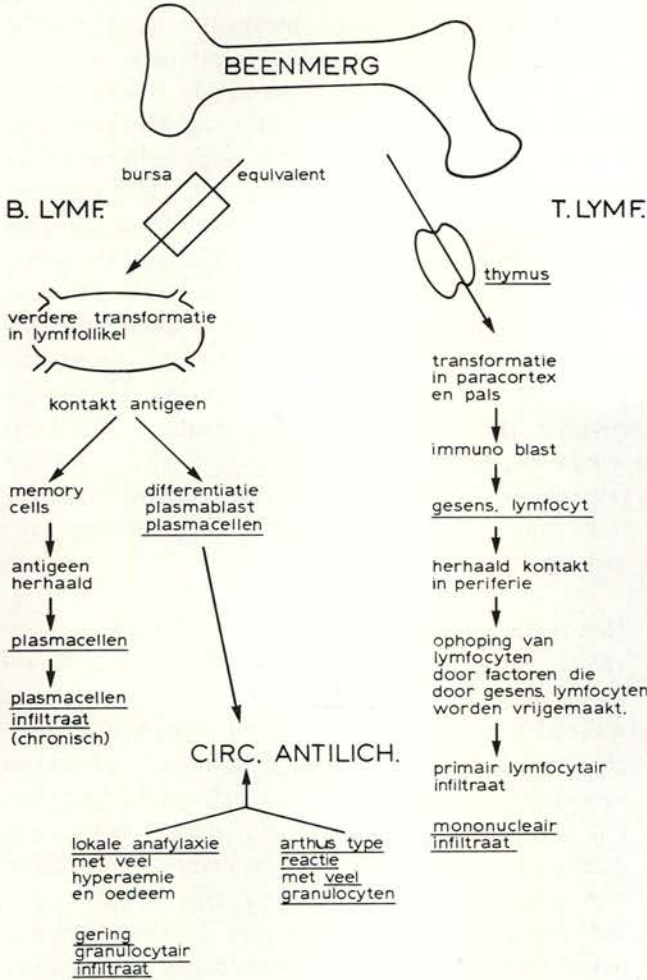 BEENMERG
bursa equivalent
B. LYMF.
T. LYMF.
thymus
verdere transformatie
in lymffollikel
kontakt antigeen
memory
cells
differentiatie
plasmablast
plasmacellen
antigeen
herhaald
plasmacellen
plasmacellen
infiltraat
(chronisch)
transformatie
in paracortex
en pals
immuno blast
gesens. lymfocyt
herhaald kontakt
in periferie
ophoping van
lymfocyten
door factoren die
door gesens. lymfocyten
worden vrijgemaakt.
primair lymfocytair
infiltraat
mononucleair
infiltraat
CIRC. ANTILICH.
lokale anafylaxie
met veel
hyperaemie
en oedeem
gering
granulocytair
infiltraat
arthus type
reactie
met veel
granulocyten